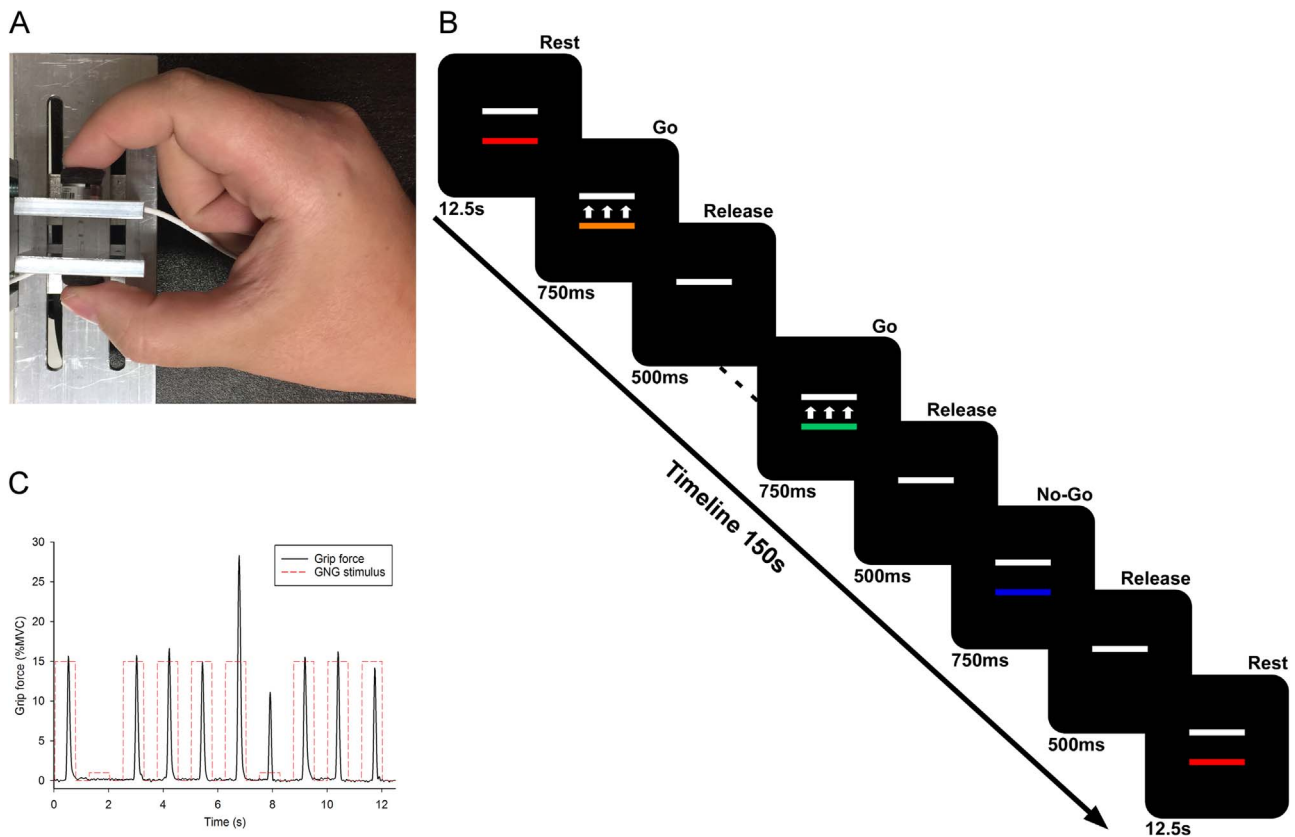 A
B
Rest
12.5s
Go
750ms
Release
500ms
Go
750ms
Release
500ms
No-Go
750ms
Release
500ms
Rest
12.5s
Timeline 150s
C
30
25
20
15
10
5
0
Grip force (%MVC)
Grip force
GNG stimulus
0 2 4 6 8 10 12
Time (s)